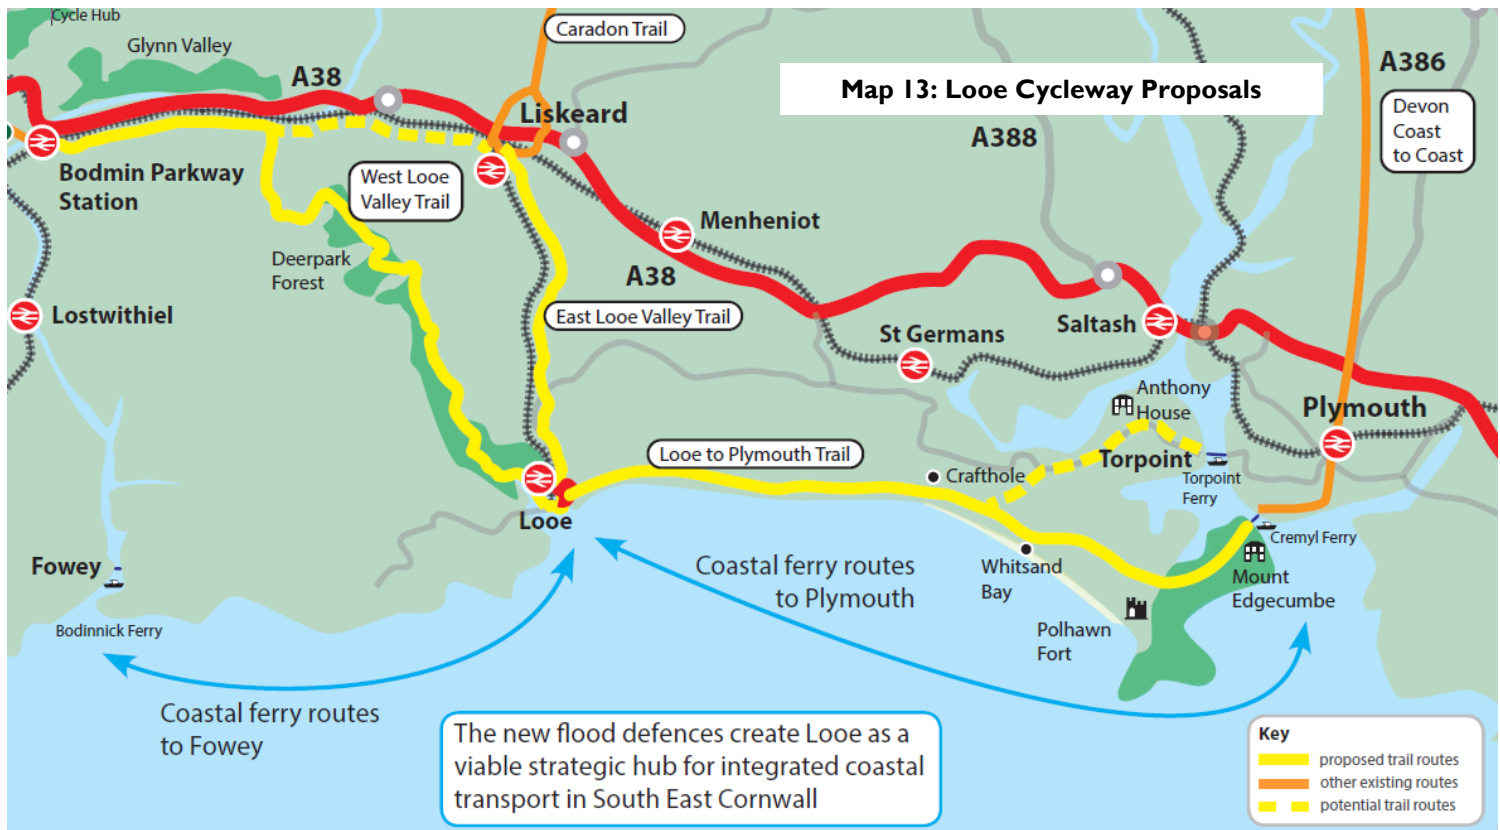 Cycle Hub
Glynn Valley
A38
Caradon Trail
Map 13: Looe Cycleway Proposals
A386
Devon
Coast
to Coast
Liskeard
A388
Bodmin Parkway
Station
West Looe
Valley Trail
Menheniot
Deerpark
Forest
A38
Lostwithiel
East Looe Valley Trail
St Germans
Saltash
Anthony
House
Plymouth
Looe to Plymouth Trail
Torpoint
Crafthole
Torpoint
Ferry
Looe
Cremyl Ferry
Fowey
Coastal ferry routes
to Plymouth
Whitsand
Bay
Mount
Edgecumbe
Bodinnick Ferry
Polhawn
Fort
Coastal ferry routes
to Fowey
The new flood defences create Looe as a
viable strategic hub for integrated coastal
transport in South East Cornwall
Key
proposed trail routes
other existing routes
potential trail routes